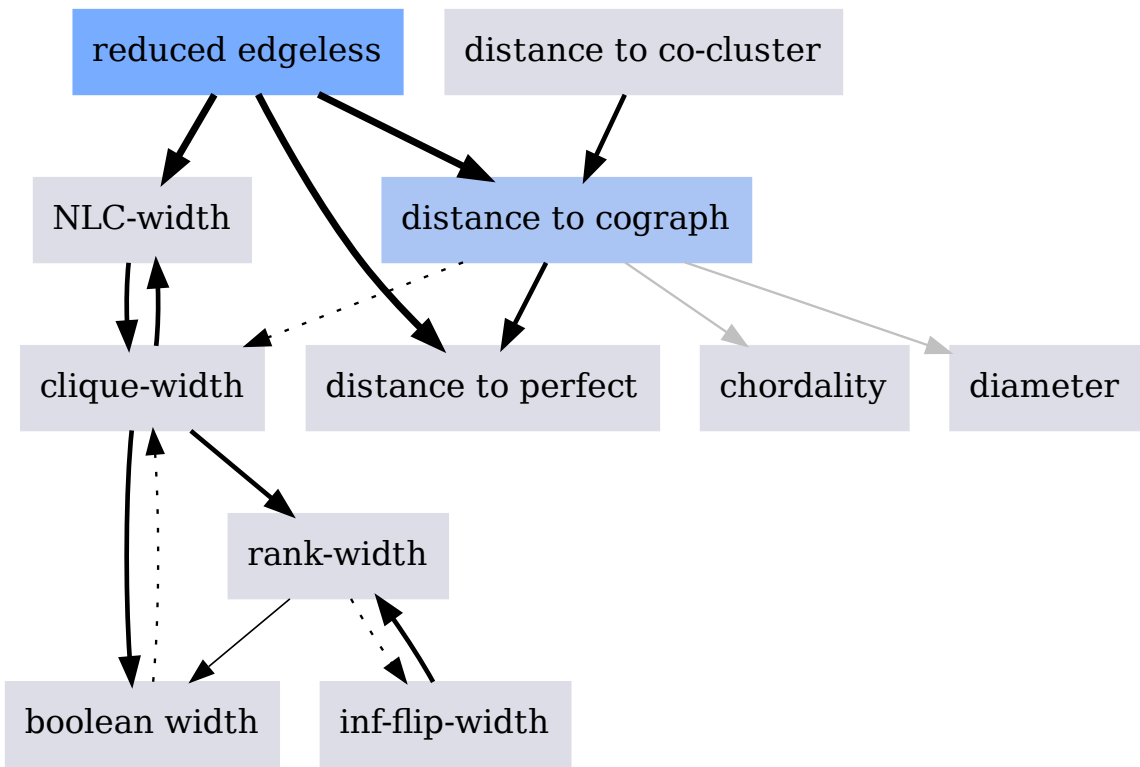 reduced edgeless
distance to co-cluster
NLC-width
distance to cograph
clique-width
distance to perfect
chordality
diameter
rank-width
boolean width
inf-flip-width